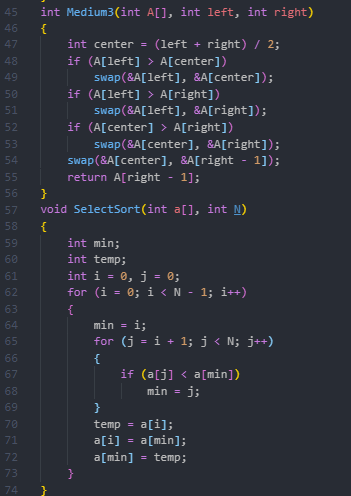 45 int Medium3(int A[], int left, int right)
46 {
47     int center = (left + right) / 2;
48     if (A[left] > A[center])
49         swap(&A[left], &A[center]);
50     if (A[left] > A[right])
51         swap(&A[left], &A[right]);
52     if (A[center] > A[right])
53         swap(&A[center], &A[right]);
54     swap(&A[center], &A[right - 1]);
55     return A[right - 1];
56 }
57 void SelectSort(int a[], int N)
58 {
59     int min;
60     int temp;
61     int i = 0, j = 0;
62     for (i = 0; i < N - 1; i++)
63     {
64         min = i;
65         for (j = i + 1; j < N; j++)
66         {
67             if (a[j] < a[min])
68                 min = j;
69         }
70         temp = a[i];
71         a[i] = a[min];
72         a[min] = temp;
73     }
74 }